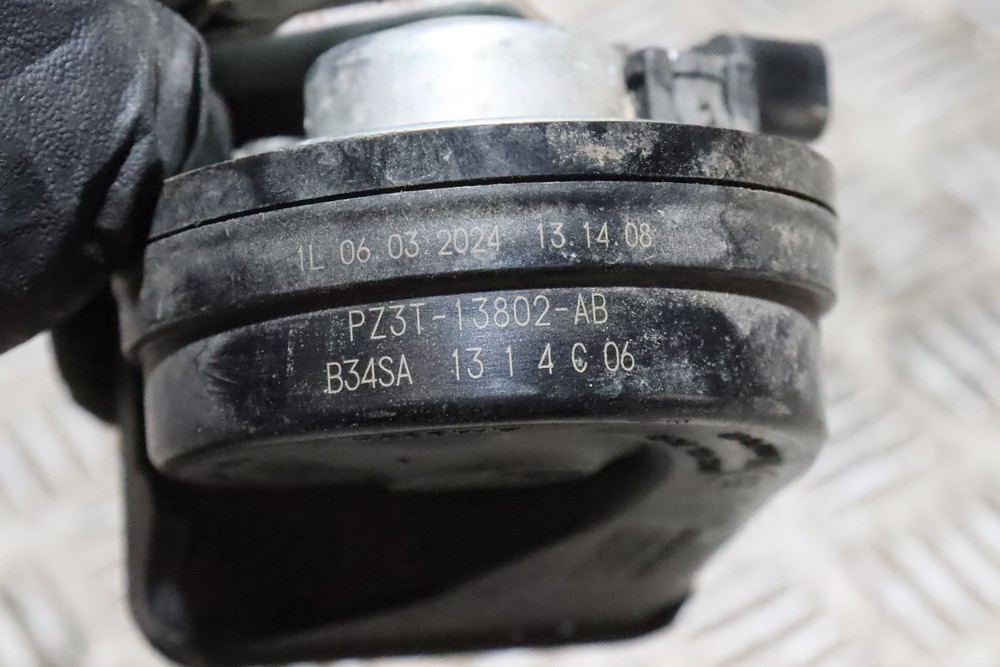 1L 06.03.2024 13.14.08
PZ3T-13802-AB
B34SA 13 1 4 C 06